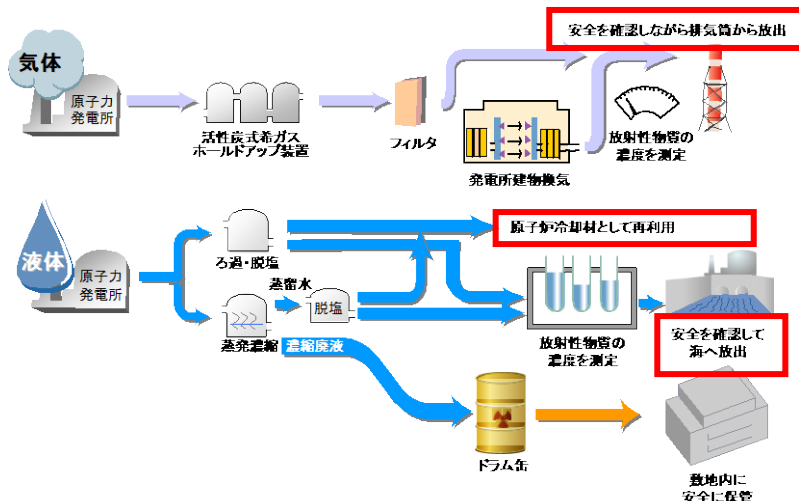 安全を確認しながら排気筒から放出
気体
原子力
発電所
活性炭式希ガス
ホールドアップ装置
フィルタ
発電所建物換気
放射性物質の
濃度を測定
液体
原子力
発電所
ろ過・脱塩
原子炉冷却材として再利用
蒸留水
脱塩
蒸発濃縮
濃縮廃液
放射性物質の
濃度を測定
安全を確認して
海へ放出
ドラム缶
敷地内に
安全に保管